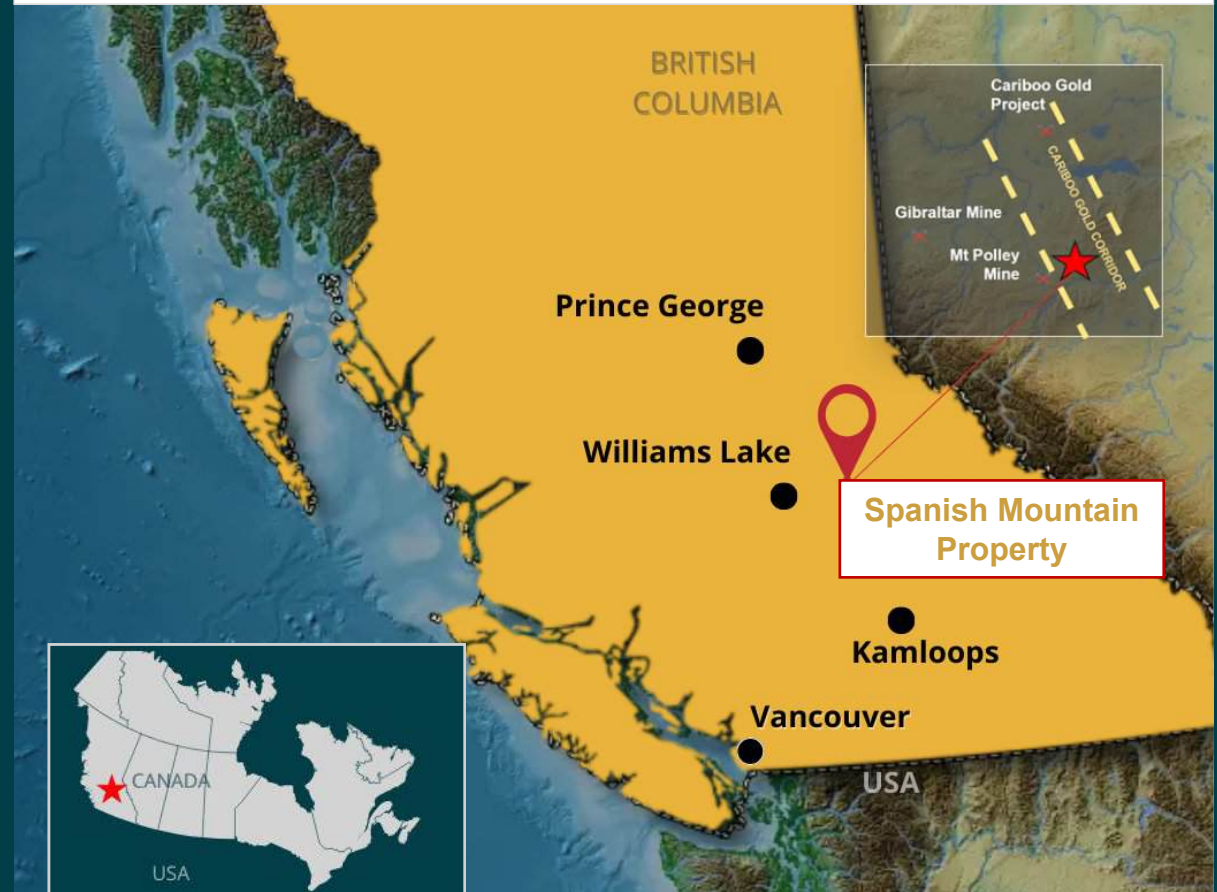 BRITISH
COLUMBIA
Cariboo Gold
Project
CARIBOO GOLD CORRIDOR
Gibraltar Mine
Mt Polley
Mine
Prince George
Williams Lake
Spanish Mountain
Property
Kamloops
Vancouver
USA
CANADA
USA